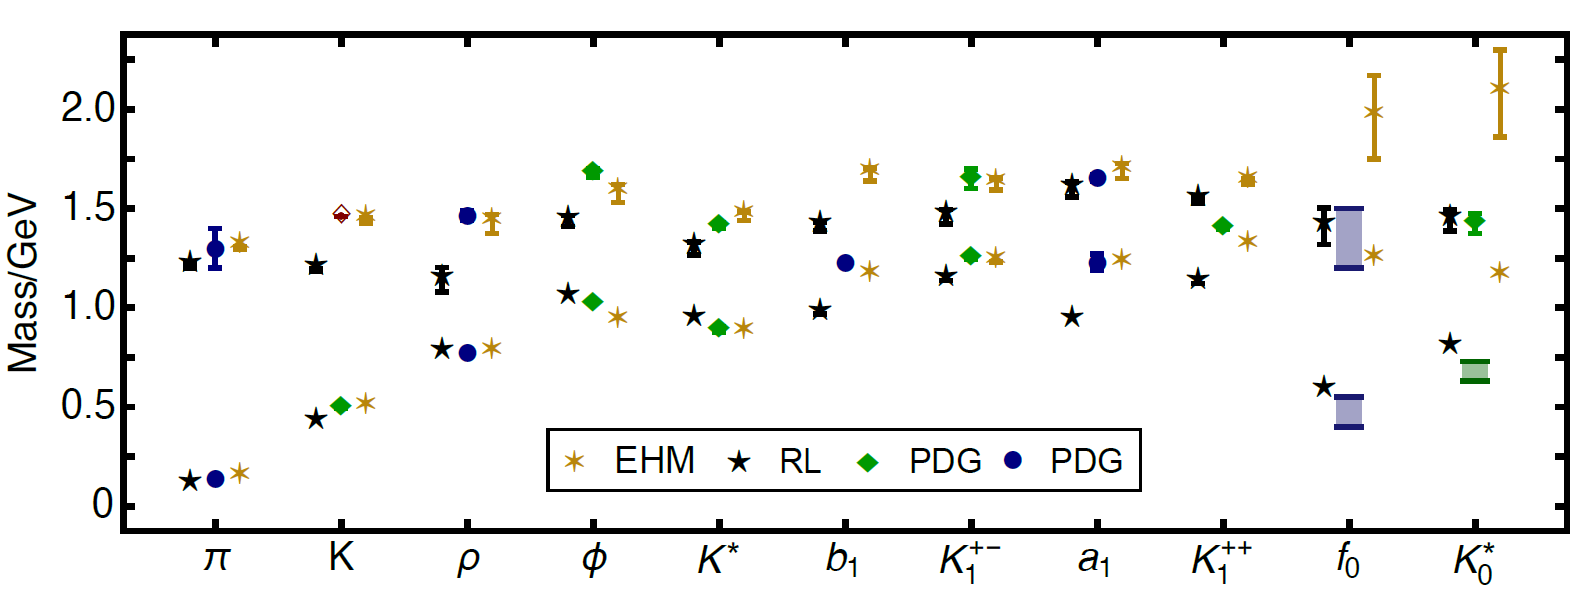 Mass/GeV
2.0
1.5
1.0
0.5
0
EHM RL PDG PDG
π K ρ ϕ K* b₁ K₁⁺⁻ a₁ K₁⁺⁺ f₀ K₀*